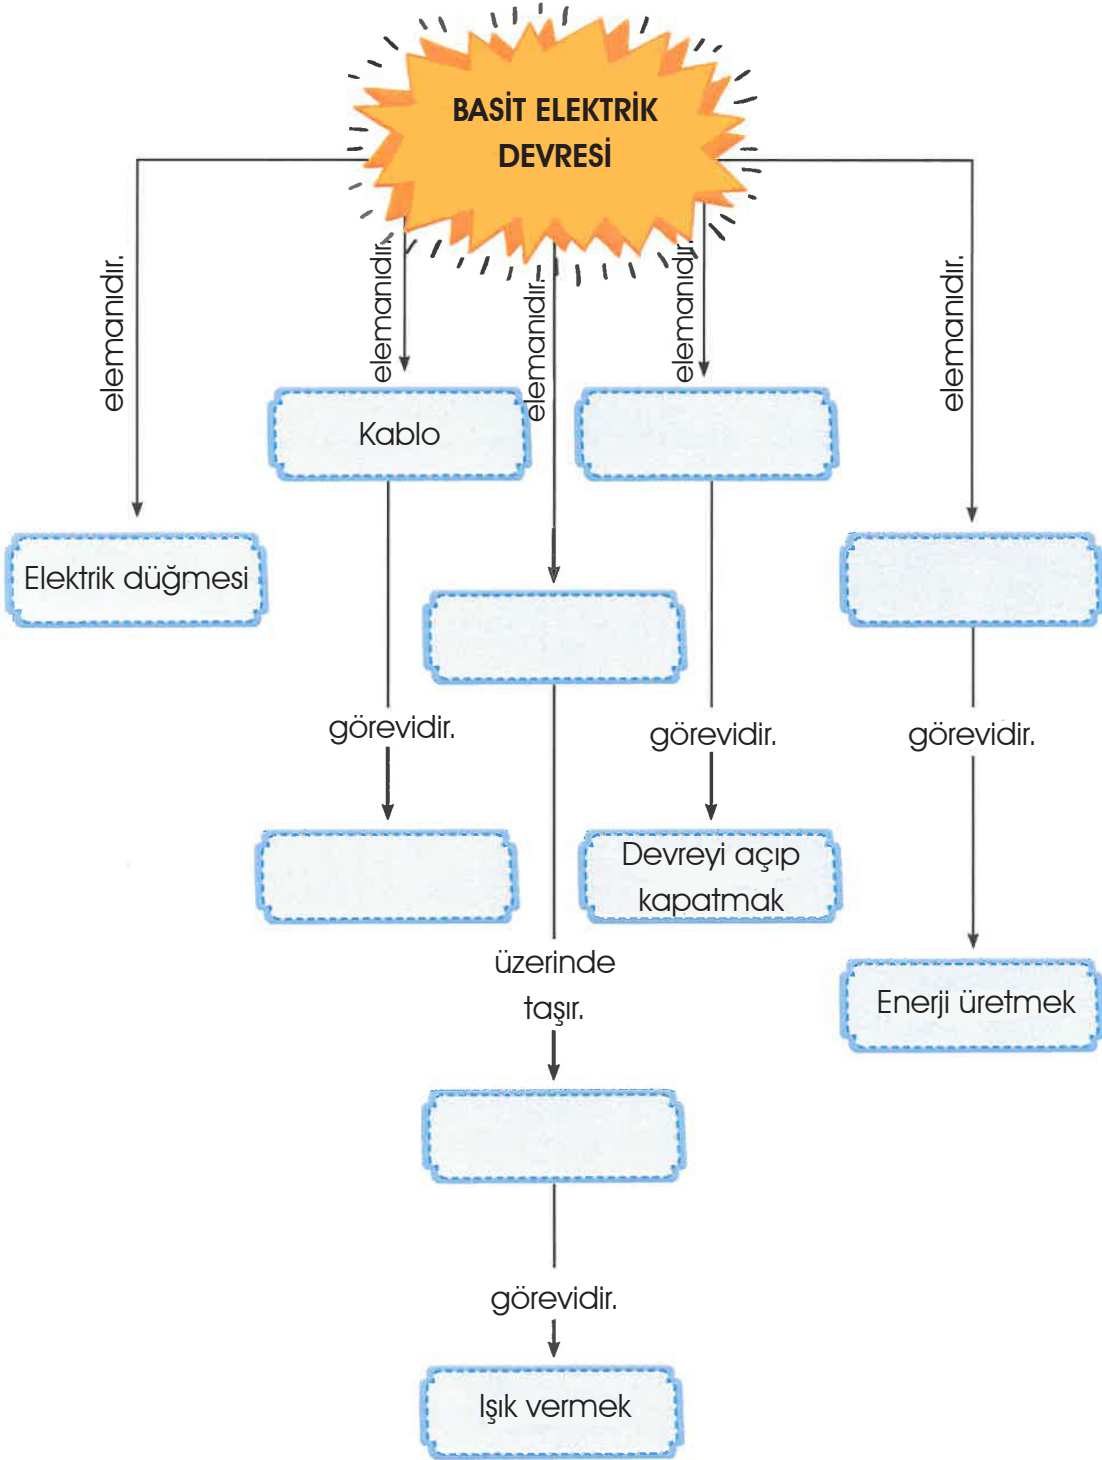 BASİT ELEKTRİK
DEVRESİ
elemanıdır.
elemanıdır.
elemanıdır.
elemanıdır.
elemanıdır.
Kablo
Elektrik düğmesi
görevidir.
görevidir.
görevidir.
Devreyi açıp
kapatmak
üzerinde
taşır.
Enerji üretmek
görevidir.
Işık vermek